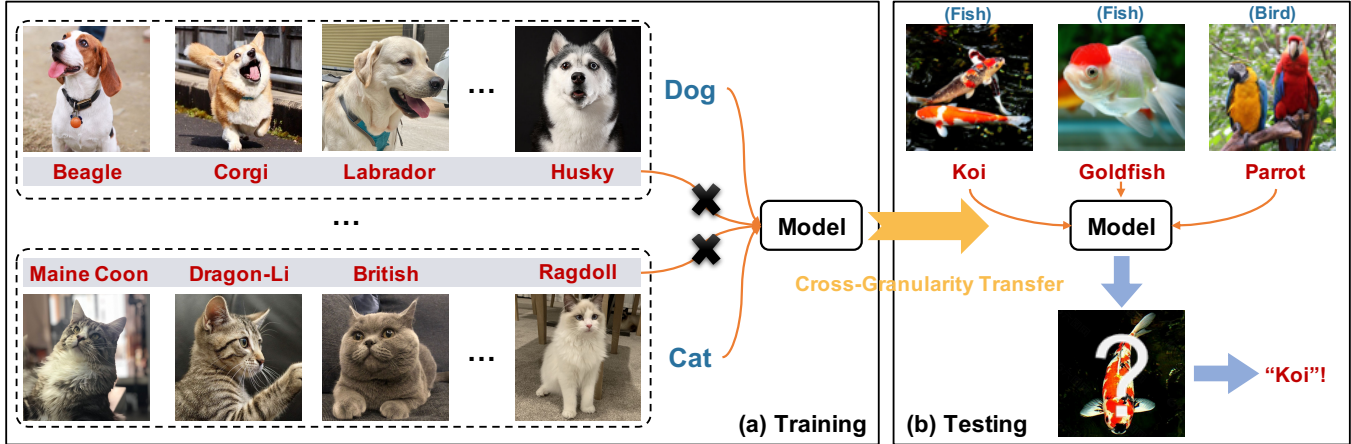 Beagle
Corgi
Labrador
...
Husky
Dog
...
Maine Coon
Dragon-Li
British
Ragdoll
...
Cat
Model
(a) Training
Cross-Granularity Transfer
(Fish)
(Fish)
(Bird)
Koi
Goldfish
Parrot
Model
?
“Koi”!
(b) Testing